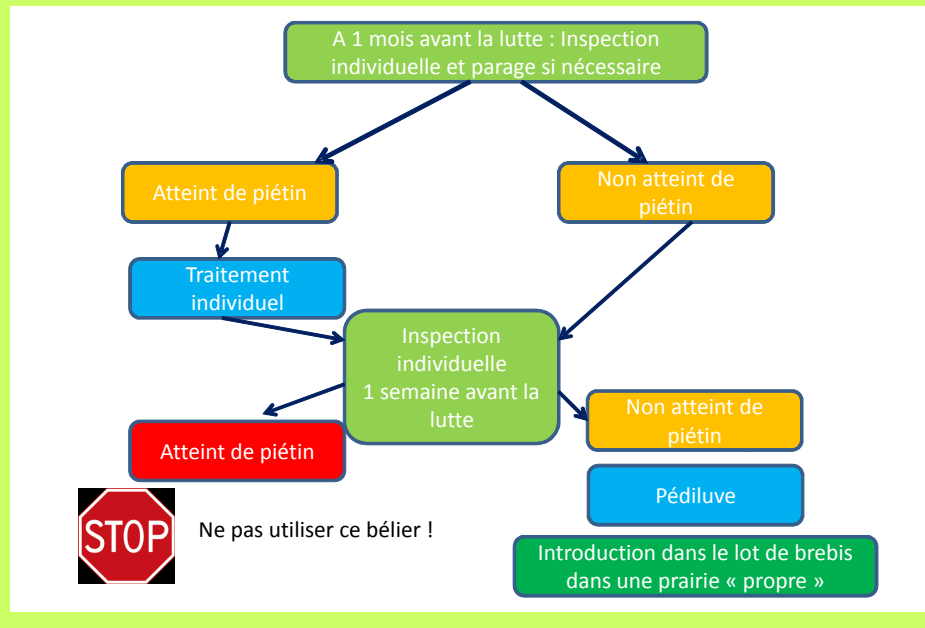 A 1 mois avant la lutte : Inspection
individuelle et parage si nécessaire
Atteint de piétin
Non atteint de
piétin
Traitement
individuel
Inspection
individuelle
1 semaine avant la
lutte
Atteint de piétin
Non atteint de
piétin
Pédiluve
STOP
Ne pas utiliser ce bélier !
Introduction dans le lot de brebis
dans une prairie « propre »